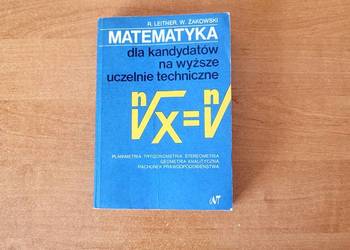 R. LEITNER, W. ŻAKOWSKI
MATEMATYKA
dla kandydatów
na wyższe
uczelnie techniczne
ⁿ√x=ⁿ√
PLANIMETRIA TRYGONOMETRIA STEREOMETRIA
GEOMETRIA ANALITYCZNA
RACHUNEK PRAWDOPODOBIEŃSTWA